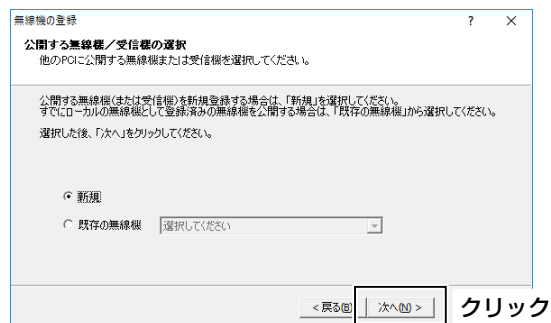 無線機の登録 ? ×
公開する無線機／受信機の選択
他のPCに公開する無線機または受信機を選択してください。
公開する無線機(または受信機)を新規登録する場合は、「新規」を選択してください。
すでにローカルの無線機として登録済みの無線機を公開する場合は、「既存の無線機」から選択してください。
選択した後、「次へ」をクリックしてください。
新規
既存の無線機 選択してください
< 戻る(B) 次へ(N) > クリック